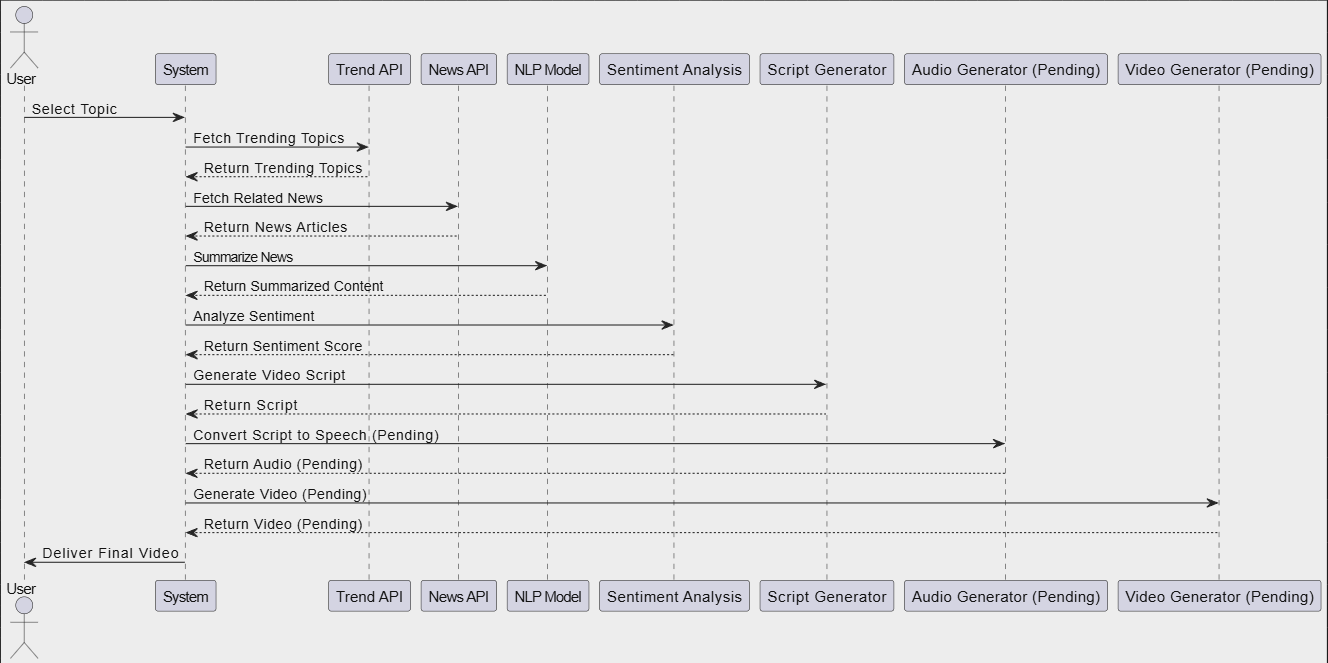 User
System
Trend API
News API
NLP Model
Sentiment Analysis
Script Generator
Audio Generator (Pending)
Video Generator (Pending)
Select Topic
Fetch Trending Topics
Return Trending Topics
Fetch Related News
Return News Articles
Summarize News
Return Summarized Content
Analyze Sentiment
Return Sentiment Score
Generate Video Script
Return Script
Convert Script to Speech (Pending)
Return Audio (Pending)
Generate Video (Pending)
Return Video (Pending)
Deliver Final Video
User
System
Trend API
News API
NLP Model
Sentiment Analysis
Script Generator
Audio Generator (Pending)
Video Generator (Pending)